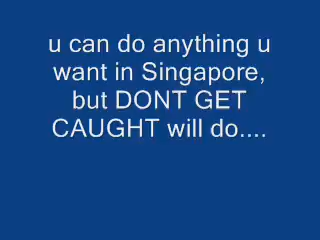 u can do anything u
want in Singapore,
but DONT GET
CAUGHT will do....